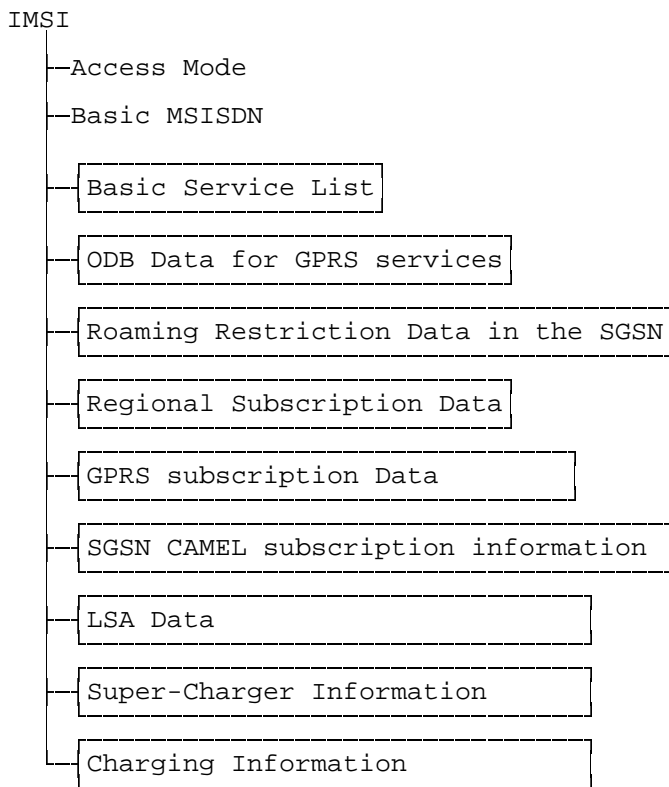 IMSI
Access Mode
Basic MSISDN
Basic Service List
ODB Data for GPRS services
Roaming Restriction Data in the SGSN
Regional Subscription Data
GPRS subscription Data
SGSN CAMEL subscription information
LSA Data
Super-Charger Information
Charging Information